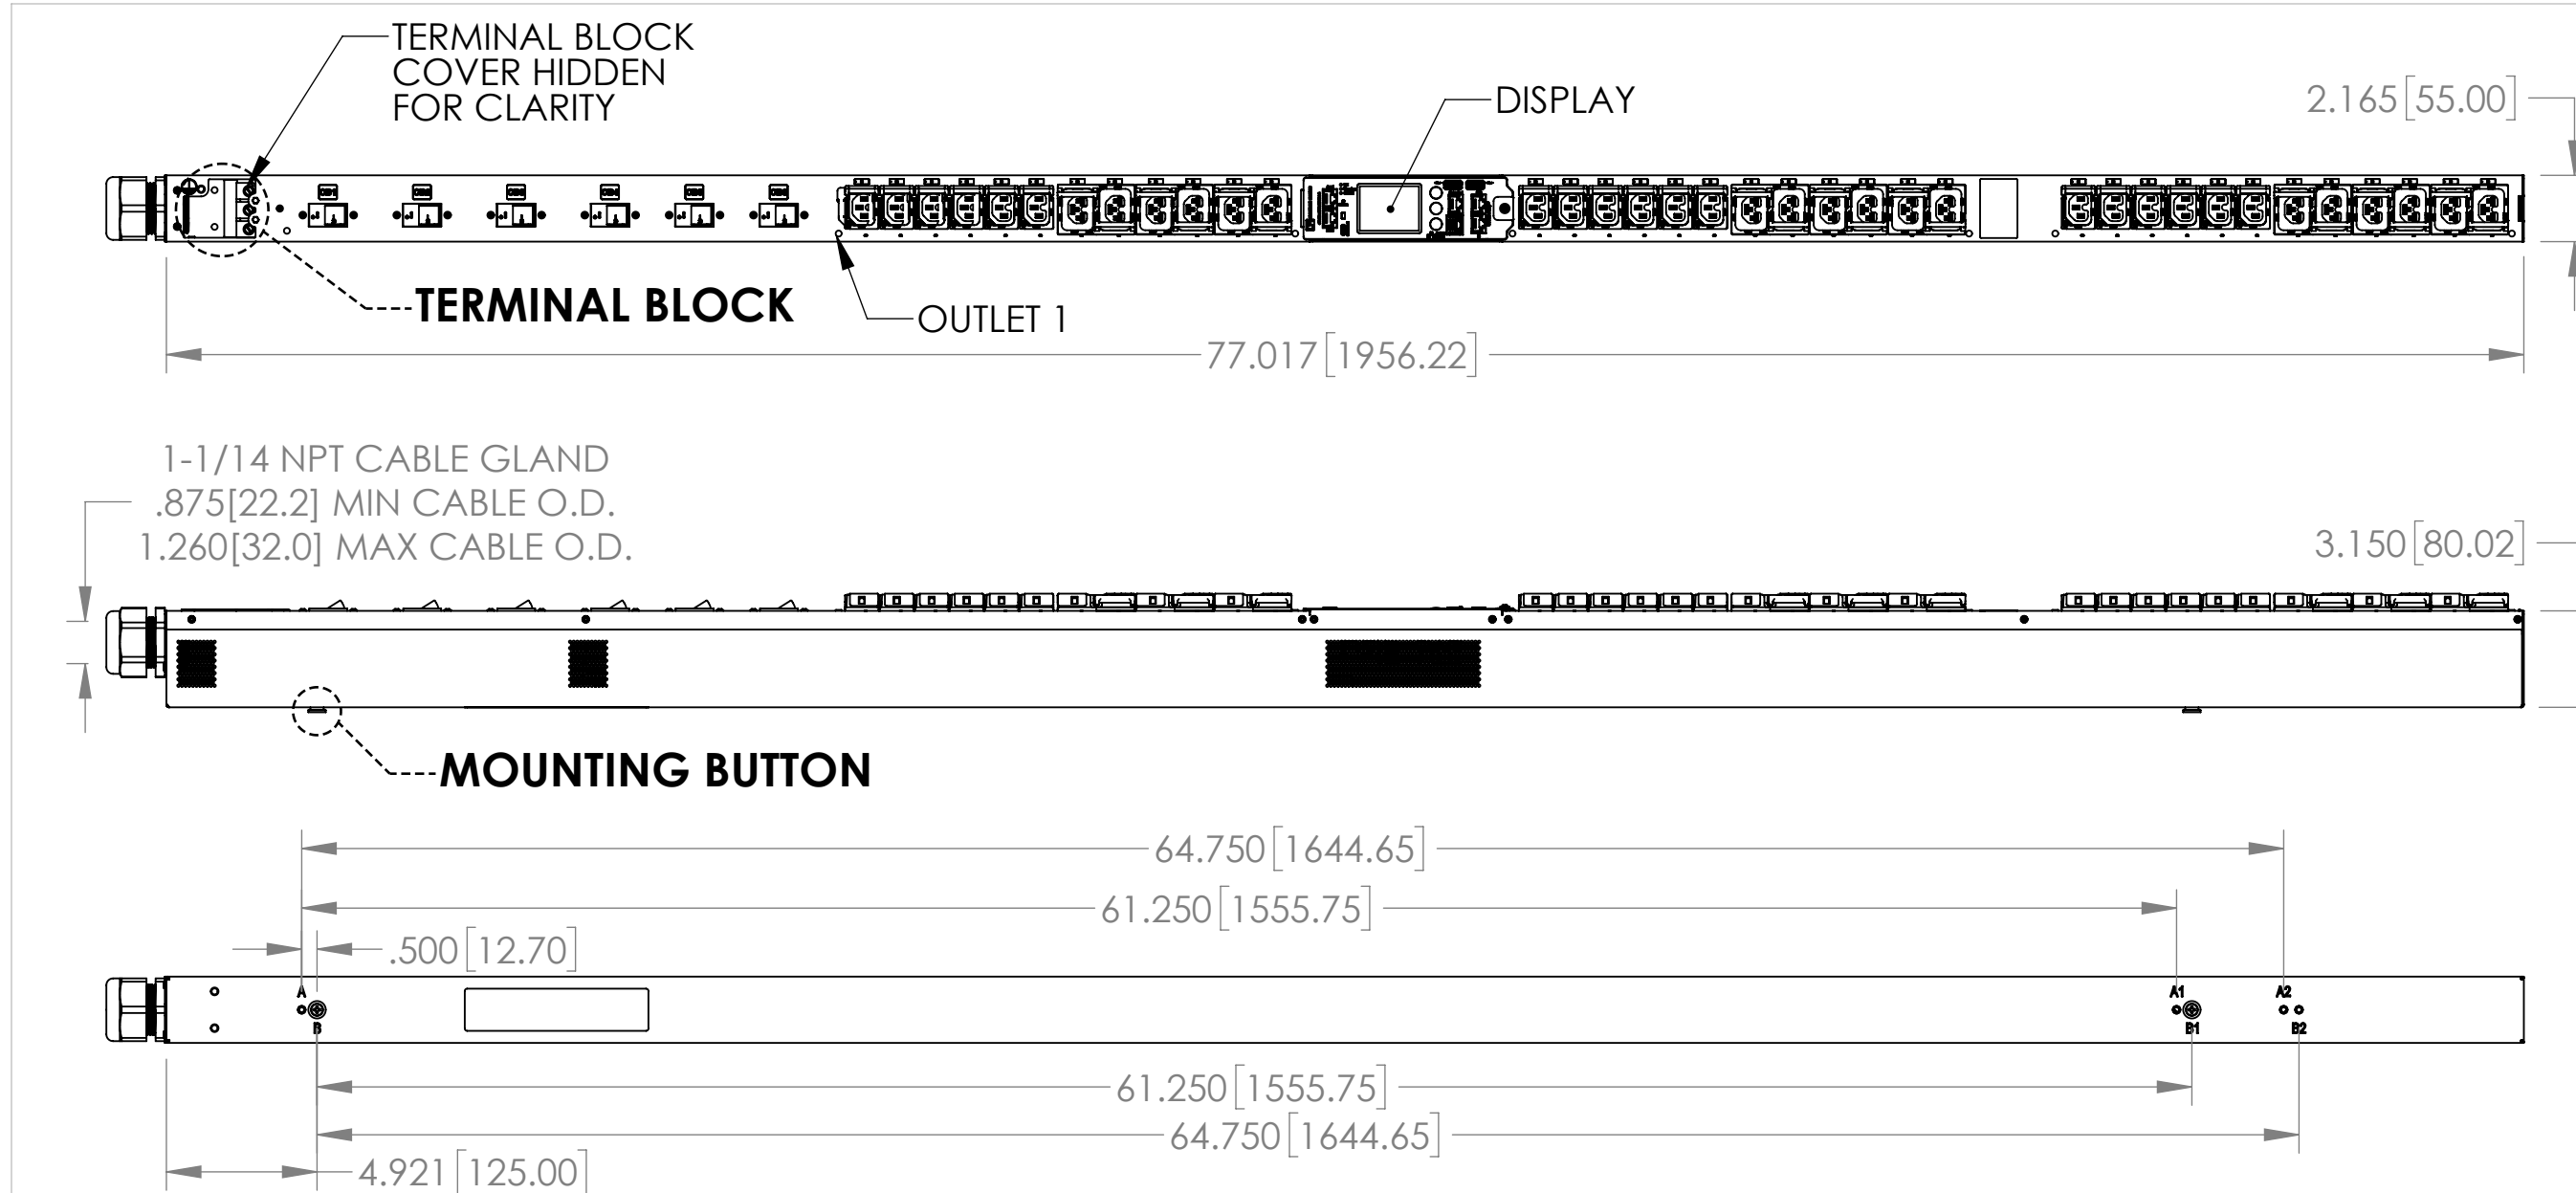 TERMINAL BLOCK
COVER HIDDEN
FOR CLARITY
DISPLAY
2.165[55.00]
TERMINAL BLOCK
OUTLET 1
77.017[1956.22]
1-1/14 NPT CABLE GLAND
.875[22.2] MIN CABLE O.D.
1.260[32.0] MAX CABLE O.D.
3.150[80.02]
MOUNTING BUTTON
64.750[1644.65]
61.250[1555.75]
.500[12.70]
A
B
A1
B1
A2
B2
61.250[1555.75]
64.750[1644.65]
4.921[125.00]